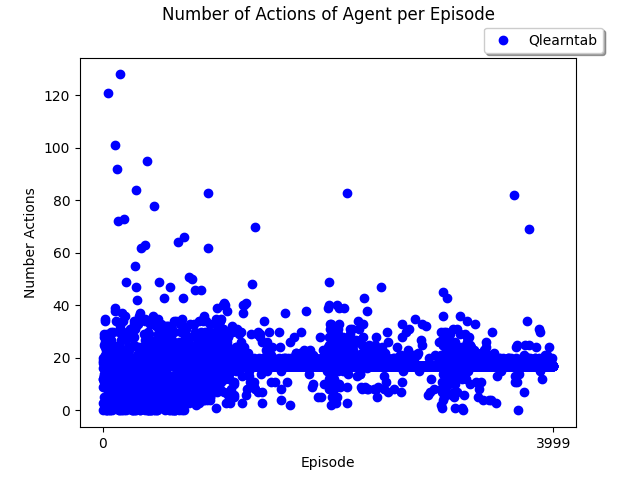 Number of Actions of Agent per Episode
Qlearntab
120
100
80
60
40
20
0
Number Actions
0 3999
Episode